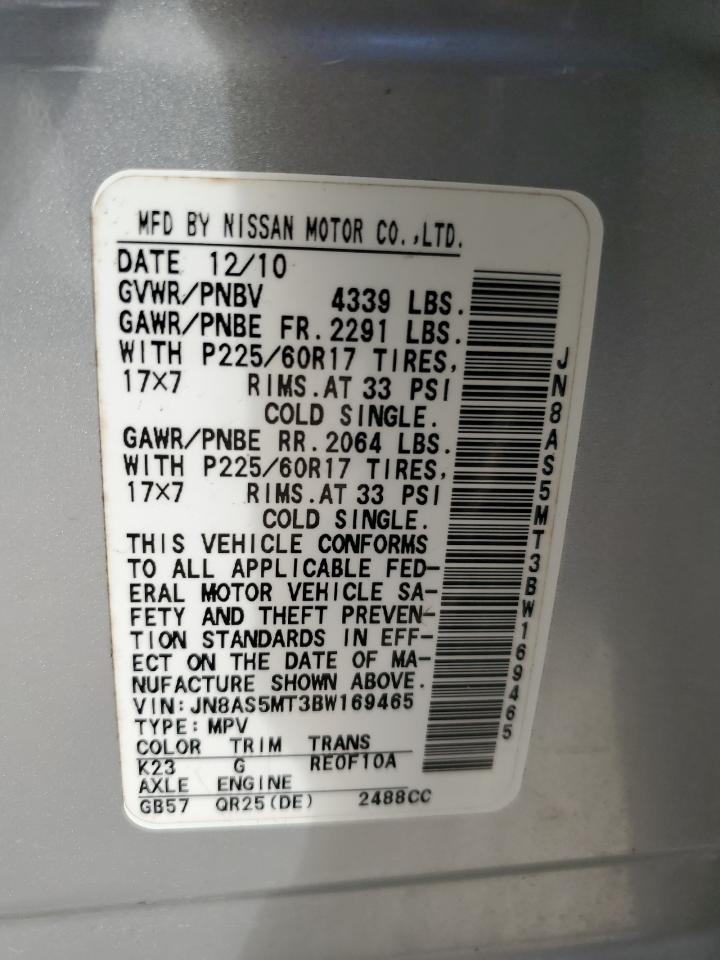 MFD BY NISSAN MOTOR CO.,LTD.
DATE 12/10
GVWR/PNBV 4339 LBS.
GAWR/PNBE FR. 2291 LBS.
WITH P225/60R17 TIRES,
17×7 RIMS. AT 33 PSI
COLD SINGLE.
GAWR/PNBE RR. 2064 LBS.
WITH P225/60R17 TIRES,
17×7 RIMS. AT 33 PSI
COLD SINGLE.
THIS VEHICLE CONFORMS
TO ALL APPLICABLE FED-
ERAL MOTOR VEHICLE SA-
FETY AND THEFT PREVEN-
TION STANDARDS IN EFF-
ECT ON THE DATE OF MA-
NUFACTURE SHOWN ABOVE.
VIN: JN8AS5MT3BW169465
TYPE: MPV
COLOR TRIM TRANS
K23 G RE0F10A
AXLE ENGINE
GB57 QR25(DE) 2488CC
JN8AS5MT3BW169465